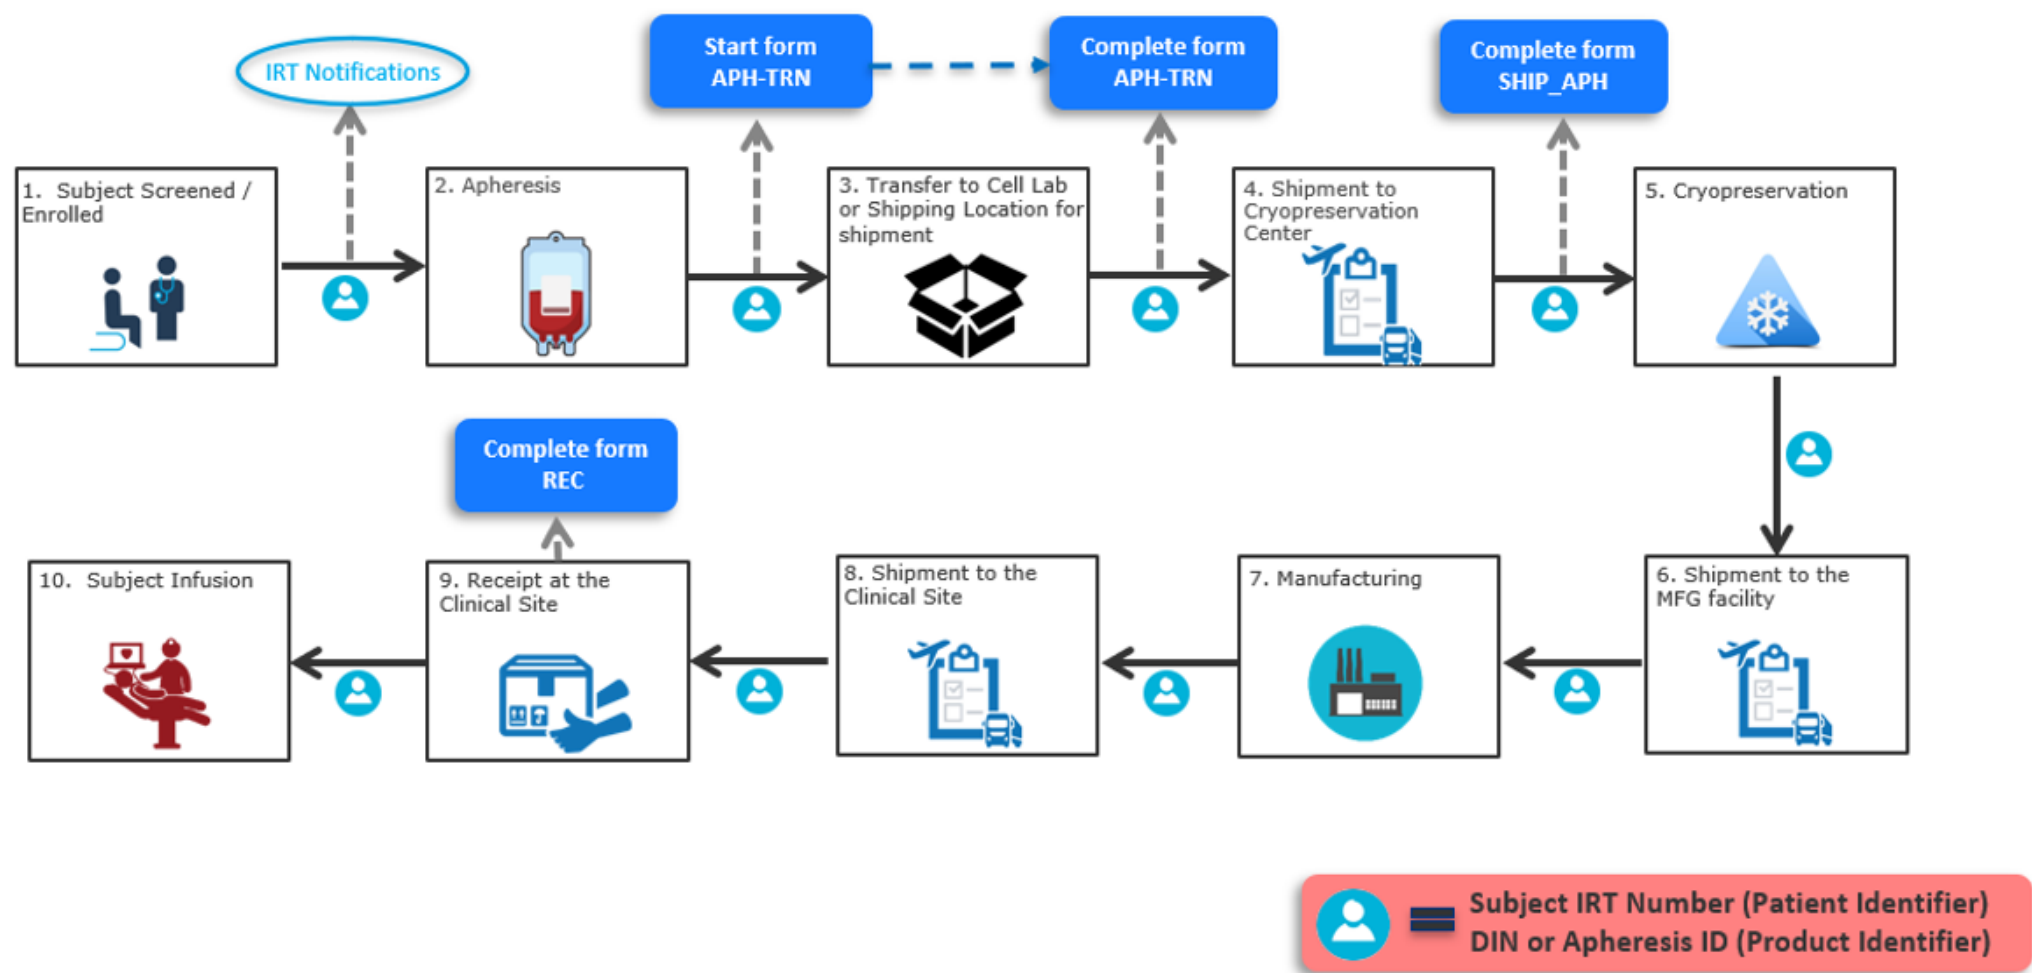 IRT Notifications
Start form
APH-TRN
Complete form
APH-TRN
Complete form
SHIP_APH
1. Subject Screened /
Enrolled
2. Apheresis
3. Transfer to Cell Lab
or Shipping Location for
shipment
4. Shipment to
Cryopreservation
Center
5. Cryopreservation
Complete form
REC
10. Subject Infusion
9. Receipt at the
Clinical Site
8. Shipment to the
Clinical Site
7. Manufacturing
6. Shipment to the
MFG facility
Subject IRT Number (Patient Identifier)
DIN or Apheresis ID (Product Identifier)